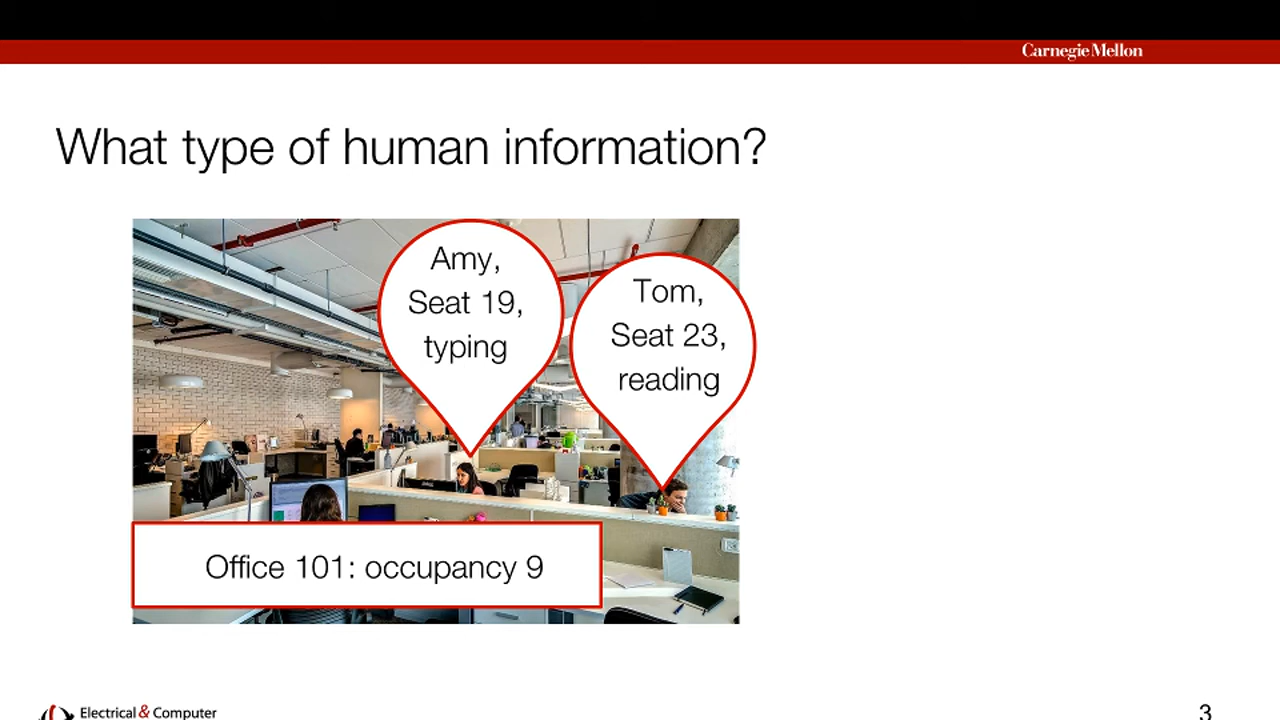 Carnegie Mellon
What type of human information?
Amy,
Seat 19,
typing
Tom,
Seat 23,
reading
Office 101: occupancy 9
Electrical & Computer
3